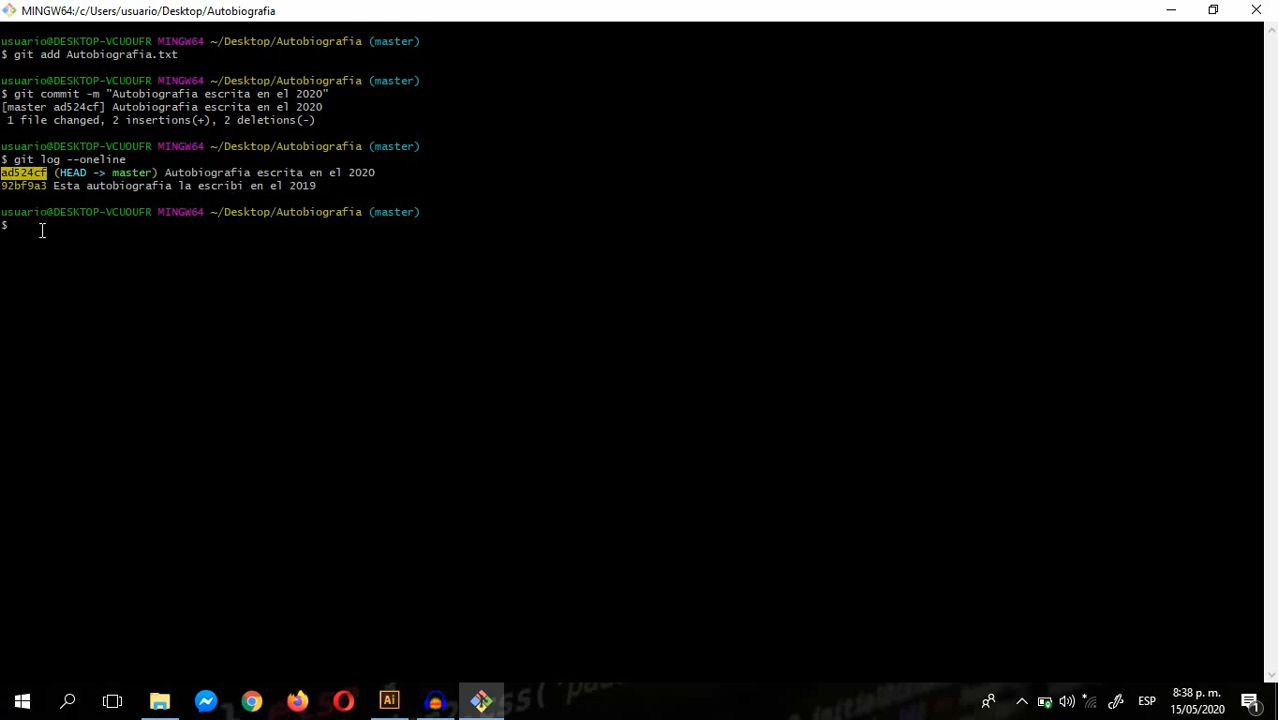 MINGW64:/c/Users/usuario/Desktop/Autobiografia
usuario@DESKTOP-VCUOUFR MINGW64 ~/Desktop/Autobiografia (master)
$ git add Autobiografia.txt
usuario@DESKTOP-VCUOUFR MINGW64 ~/Desktop/Autobiografia (master)
$ git commit -m "Autobiografia escrita en el 2020"
[master ad524cf] Autobiografia escrita en el 2020
1 file changed, 2 insertions(+), 2 deletions(-)
usuario@DESKTOP-VCUOUFR MINGW64 ~/Desktop/Autobiografia (master)
$ git log --oneline
ad524cf (HEAD -> master) Autobiografia escrita en el 2020
92bf9a3 Esta autobiografia la escribi en el 2019
usuario@DESKTOP-VCUOUFR MINGW64 ~/Desktop/Autobiografia (master)
$
Ai
ESP
8:38 p. m.
15/05/2020
1